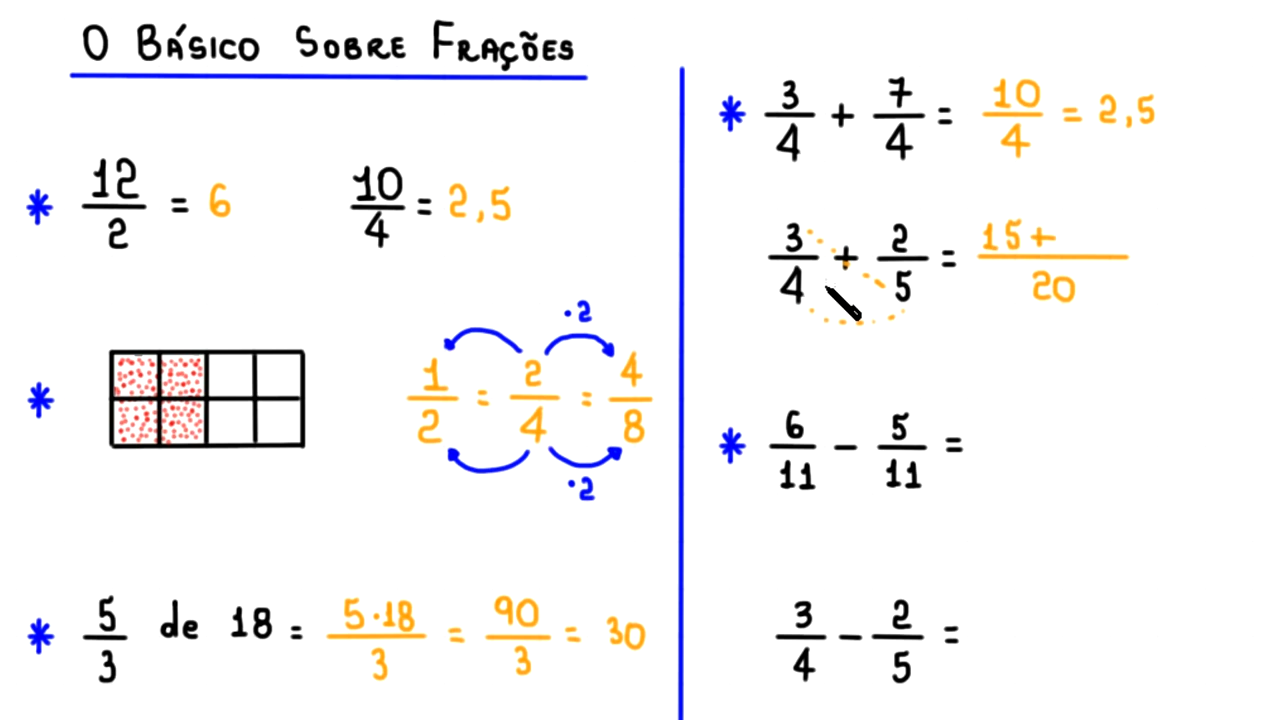 O BÁSICO SOBRE FRAÇÕES
* 12/2 = 6 10/4 = 2,5
* 1/2 = 2/4 = 4/8 ·2 ·2
* 5/3 de 18 = 5·18/3 = 90/3 = 30
* 3/4 + 7/4 = 10/4 = 2,5
3/4 + 2/5 = 15+ /20
* 6/11 - 5/11 =
3/4 - 2/5 =